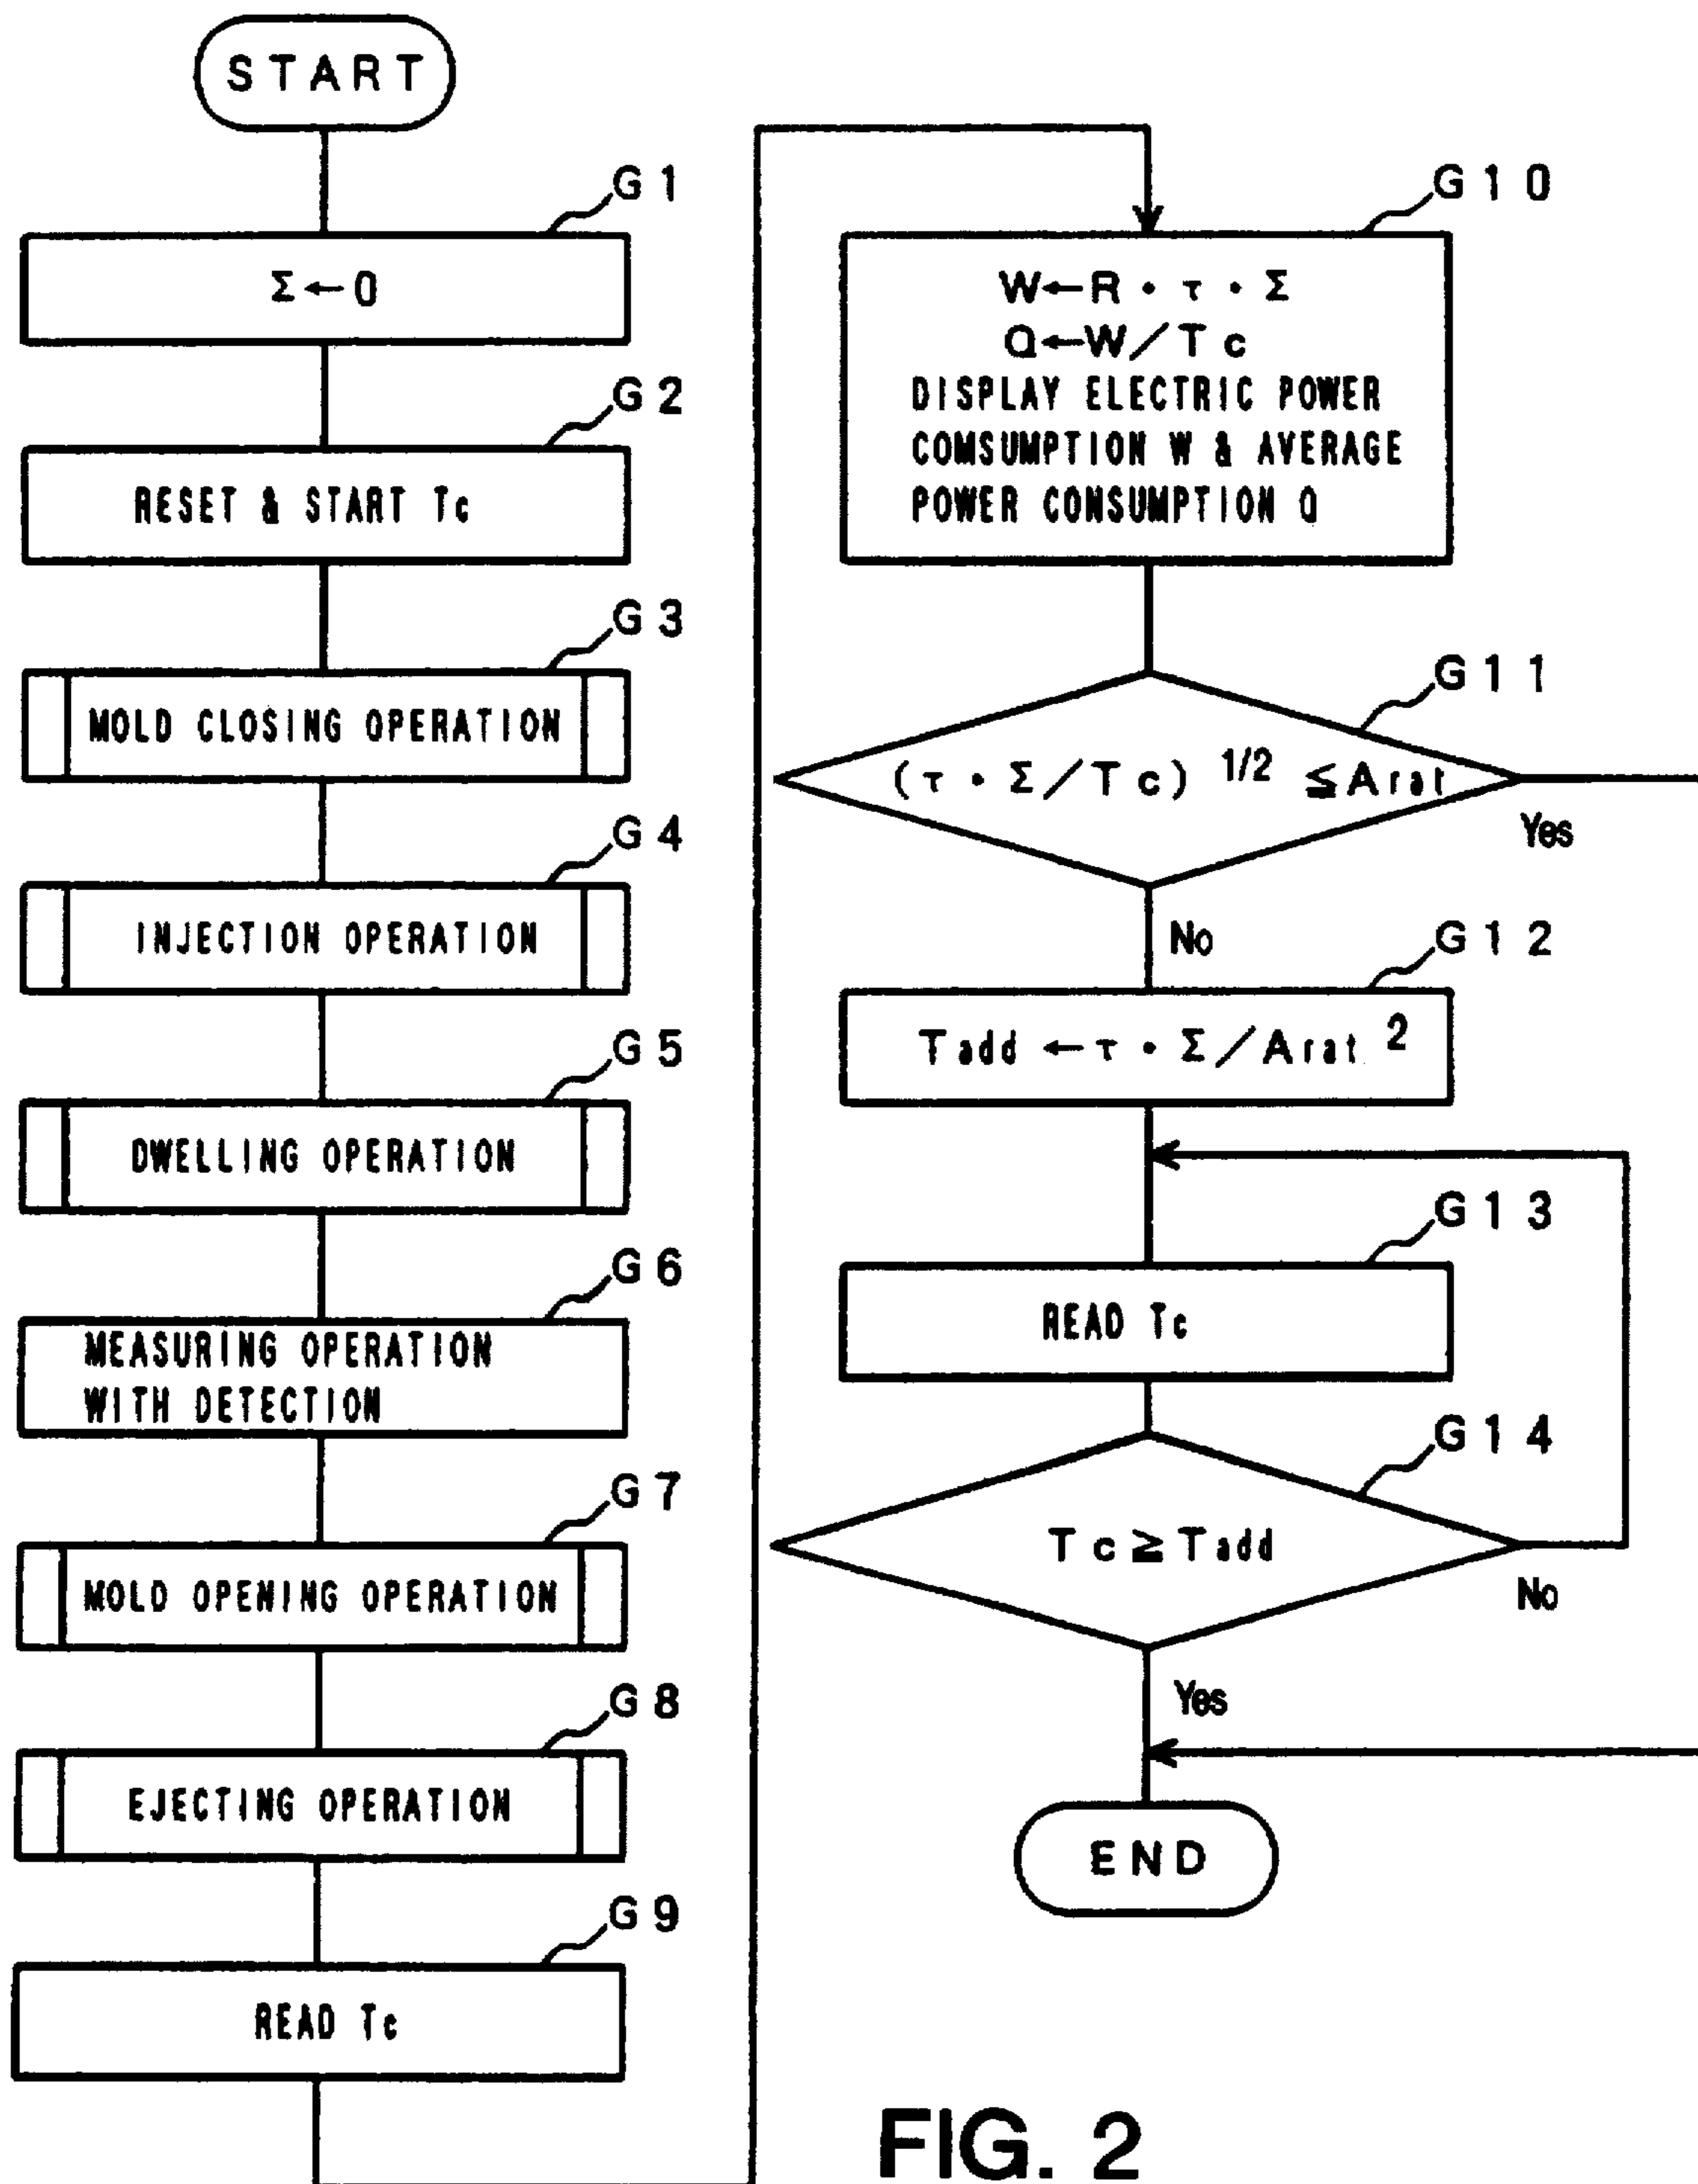 START
G1
Σ←0
G2
RESET & START Tc
G3
MOLD CLOSING OPERATION
G4
INJECTION OPERATION
G5
DWELLING OPERATION
G6
MEASURING OPERATION
WITH DETECTION
G7
MOLD OPENING OPERATION
G8
EJECTING OPERATION
G9
READ Tc
G10
W←R・τ・Σ
Q←W/Tc
DISPLAY ELECTRIC POWER
COMSUMPTION W & AVERAGE
POWER CONSUMPTION Q
G11
(τ・Σ/Tc) 1/2 ≦Arat
Yes
No
G12
Tadd ←τ・Σ/Arat 2
G13
READ Tc
G14
Tc≧Tadd
No
Yes
END
FIG. 2